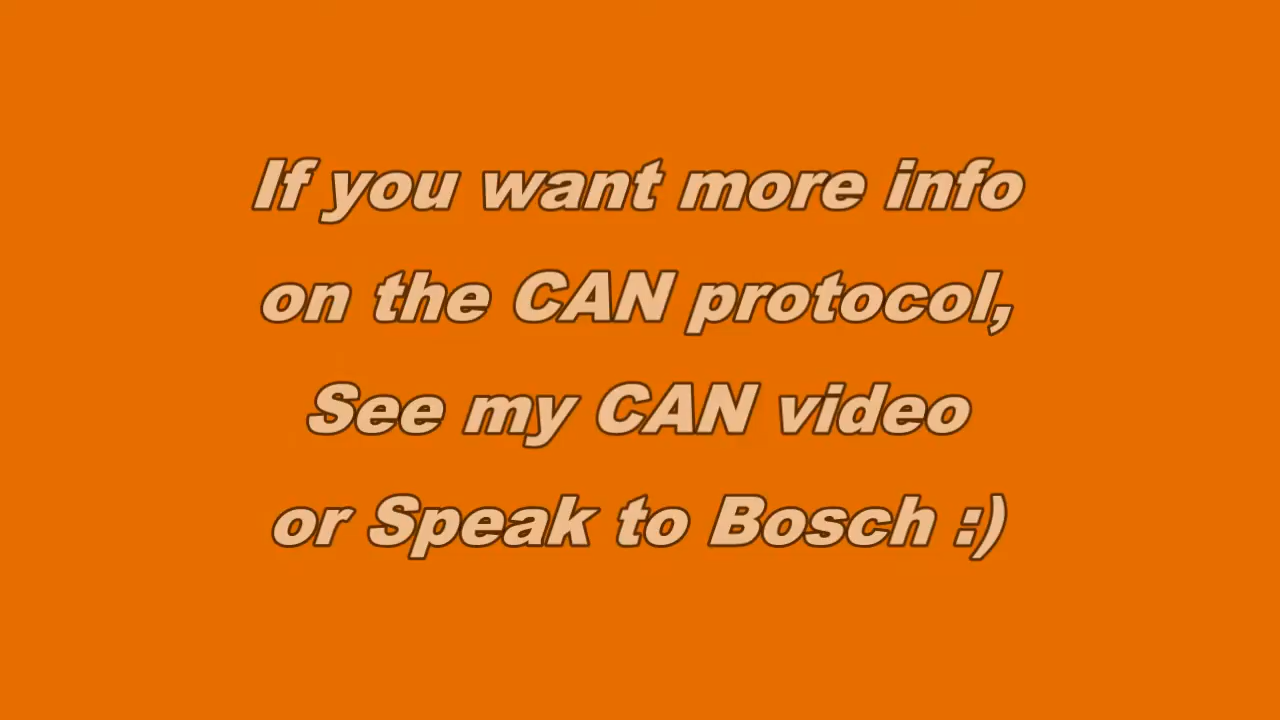 If you want more info
on the CAN protocol,
See my CAN video
or Speak to Bosch :)